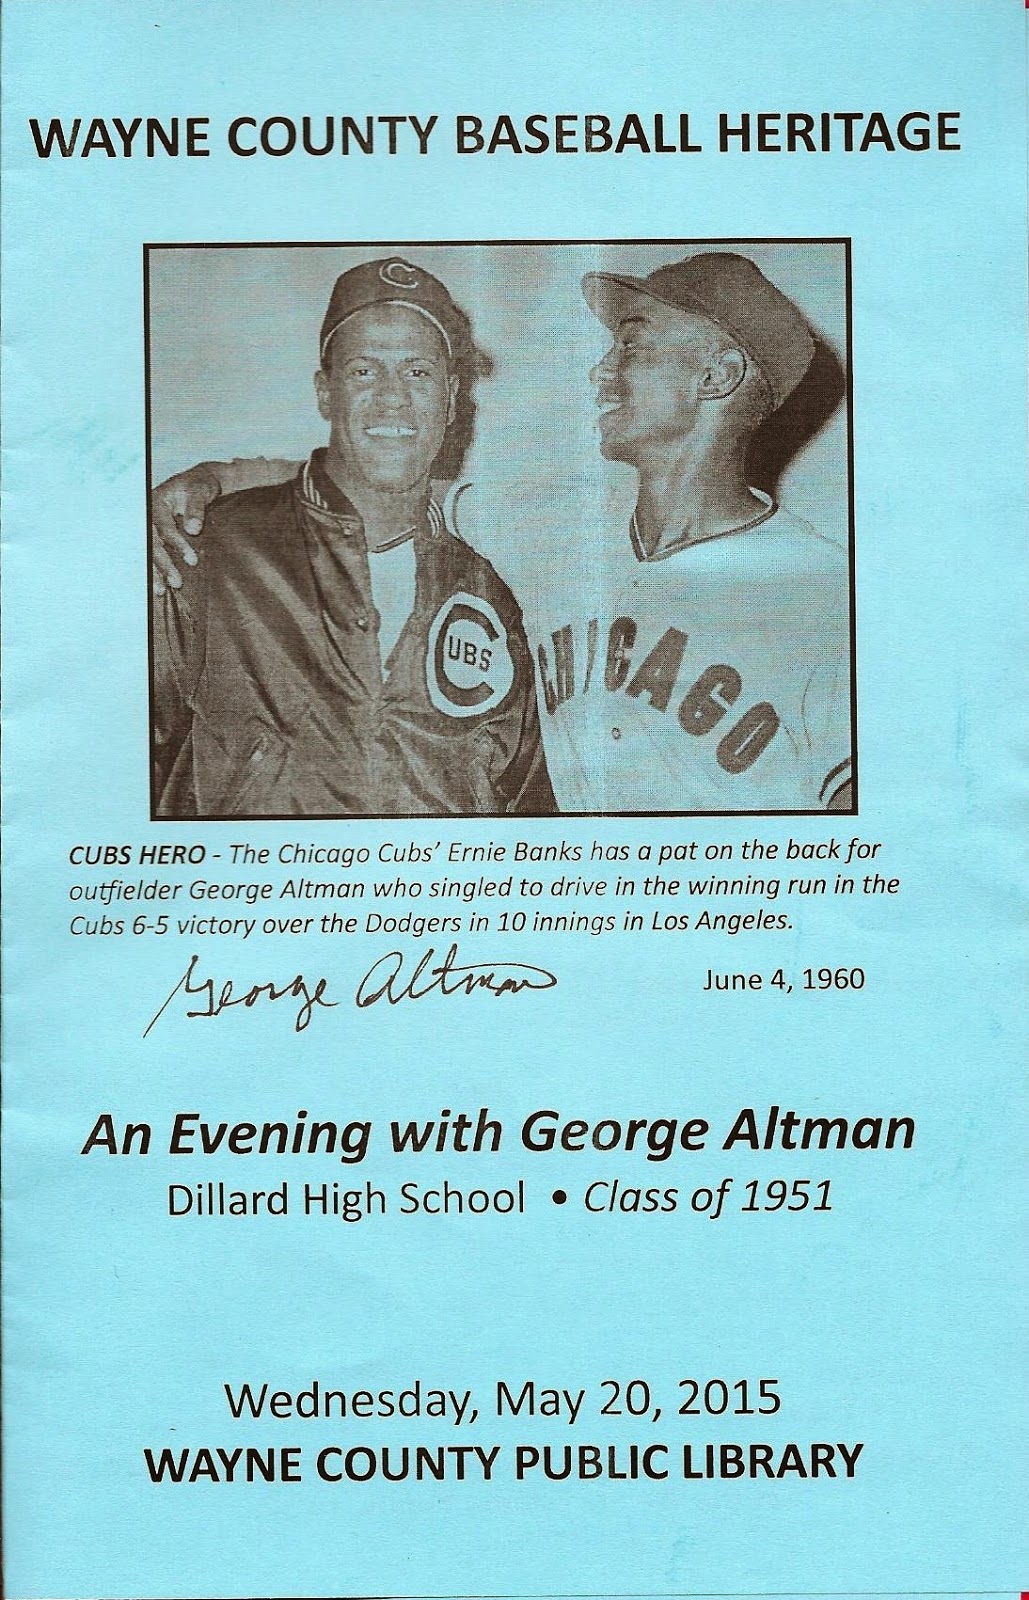 WAYNE COUNTY BASEBALL HERITAGE
C
CUBS
CHICAGO
CUBS HERO - The Chicago Cubs’ Ernie Banks has a pat on the back for
outfielder George Altman who singled to drive in the winning run in the
Cubs 6-5 victory over the Dodgers in 10 innings in Los Angeles.
George Altman
June 4, 1960
An Evening with George Altman
Dillard High School • Class of 1951
Wednesday, May 20, 2015
WAYNE COUNTY PUBLIC LIBRARY